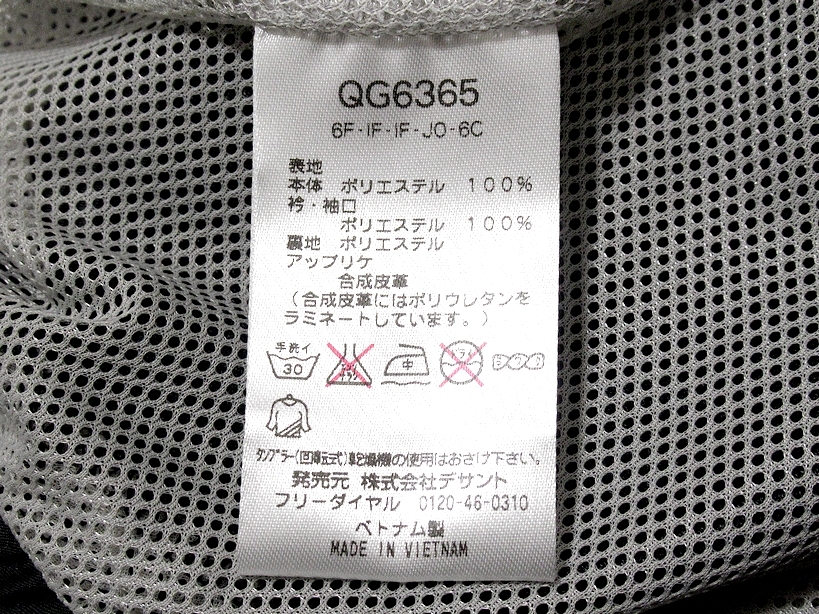 QG6365
6F-IF-IF-JO-6C
表地
本体 ポリエステル 100%
衿・袖口
ポリエステル 100%
裏地 ポリエステル
アップリケ
合成皮革
(合成皮革にはポリウレタンを
ラミネートしています。)
手洗イ
30
中
タンブラー(回転式)乾燥機の使用はおさけ下さい。
発売元 株式会社デサント
フリーダイヤル 0120-46-0310
ベトナム製
MADE IN VIETNAM